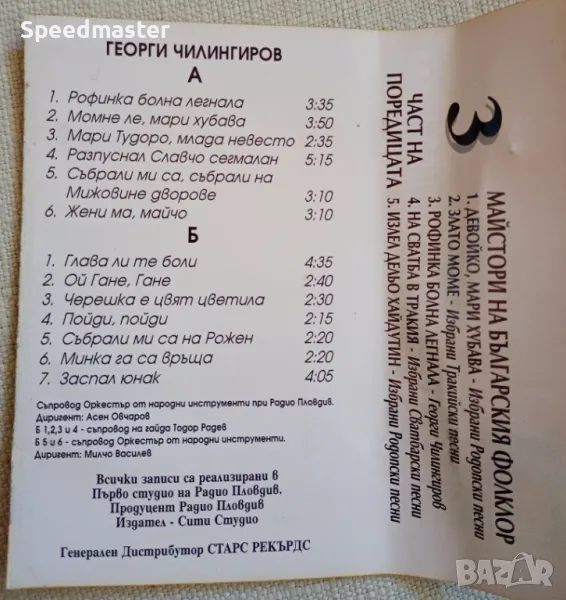 Speedmaster
ГЕОРГИ ЧИЛИНГИРОВ
А
1. Рофинка болна легнала 3:35
2. Момне ле, мари хубава 3:50
3. Мари Тудоро, млада невесто 2:35
4. Разпуснал Славчо сегмалан 5:15
5. Събрали ми са, събрали на
Мижовине дворове 3:10
6. Жени ма, майчо 3:10
Б
1. Глава ли те боли 4:35
2. Ой Гане, Гане 2:40
3. Черешка е цвят цветила 2:30
4. Пойди, пойди 2:15
5. Събрали ми са на Рожен 2:20
6. Минка га са връща 2:20
7. Заспал юнак 4:05
Съпровод Оркестър от народни инструменти при Радио Пловдив.
Диригент: Асен Овчаров
Б 1,2,3 и 4 - съпровод на гайда Тодор Радев
Б 5 и 6 - съпровод Оркестър от народни инструменти.
Диригент: Милчо Василев
Всички записи са реализирани в
Първо студио на Радио Пловдив.
Продуцент Радио Пловдив
Издател - Сити Студио
Генерален Дистрибутор СТАРС РЕКЪРДС
3
МАЙСТОРИ НА БЪЛГАРСКИЯ ФОЛКЛОР
1. ДЕВОЙКО, МАРИ ХУБАВА - Избрани Родопски песни
2. ЗЛАТО МОМЕ - Избрани Тракийски песни
3. РОФИНКА БОЛНА ЛЕГНАЛА - Георги Чилингиров
4. НА СВАТБА В ТРАКИЯ - Избрани Сватбарски песни
5. ИЗЛЕЛ ДЕЛЬО ХАЙДУТИН - Избрани Родопски песни
ЧАСТ НА
ПОРЕДИЦАТА
BAZAR